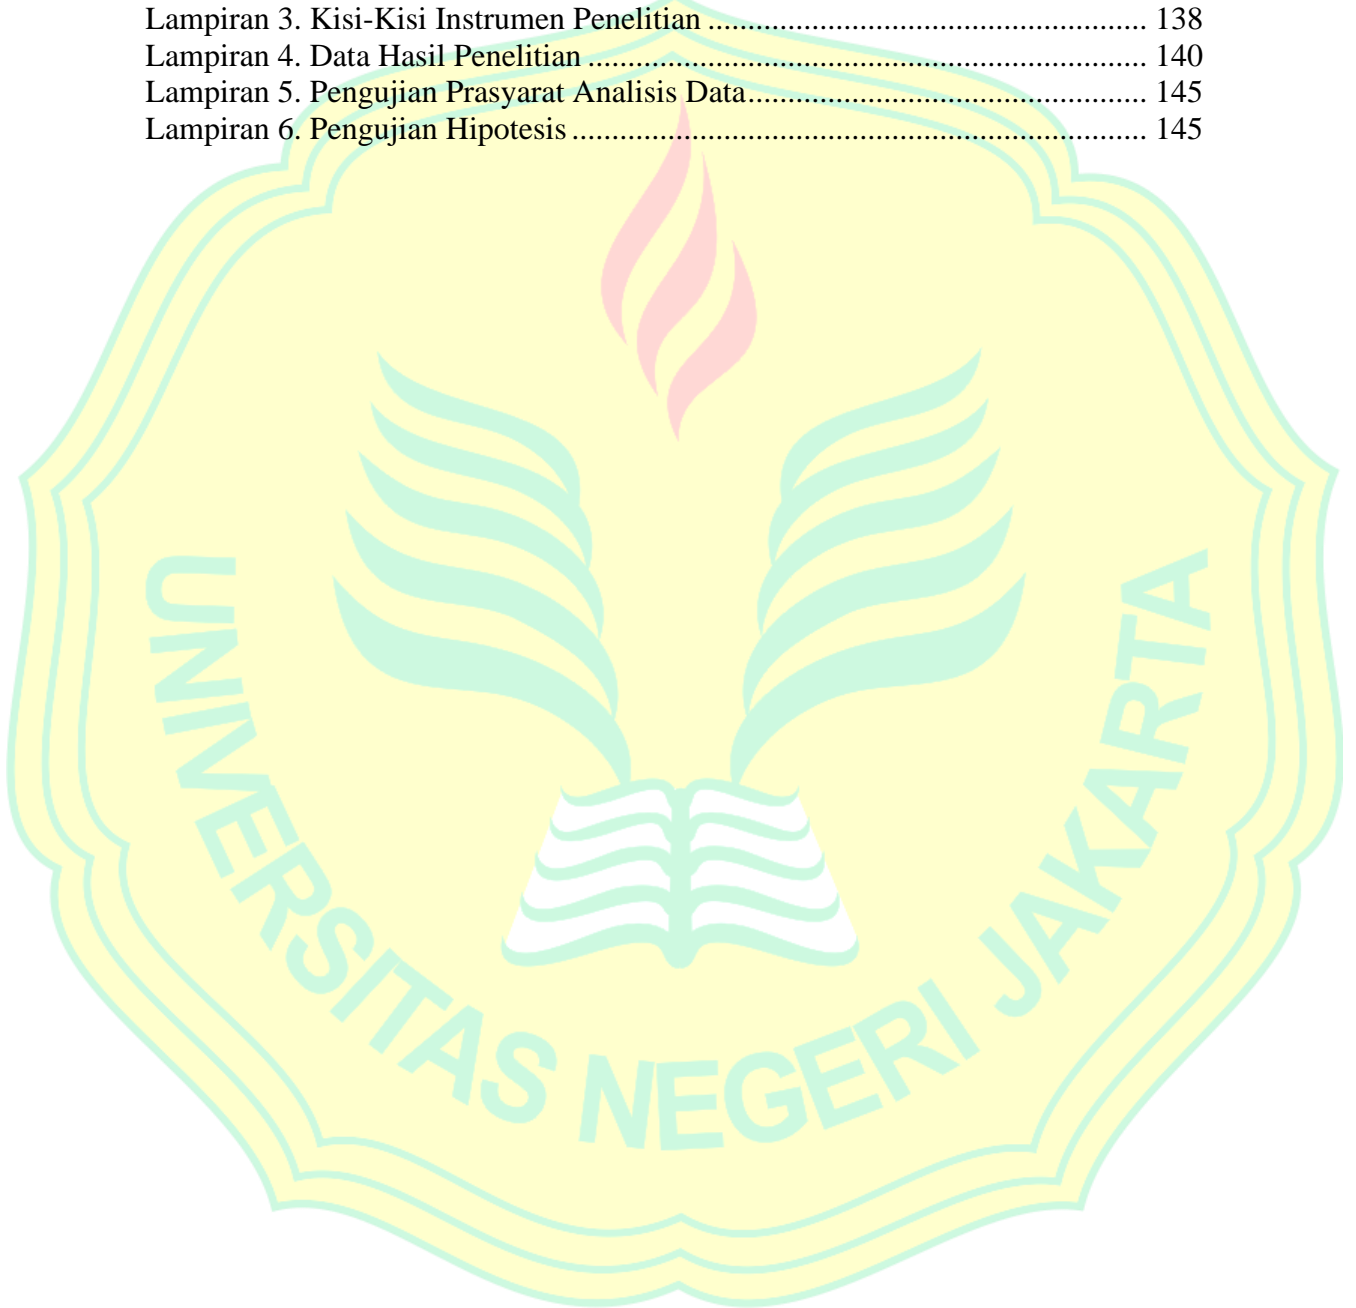 Lampiran 3. Kisi-Kisi Instrumen Penelitian ...................................................... 138
Lampiran 4. Data Hasil Penelitian ..................................................................... 140
Lampiran 5. Pengujian Prasyarat Analisis Data................................................. 145
Lampiran 6. Pengujian Hipotesis ....................................................................... 145
UNIVERSITAS NEGERI JAKARTA